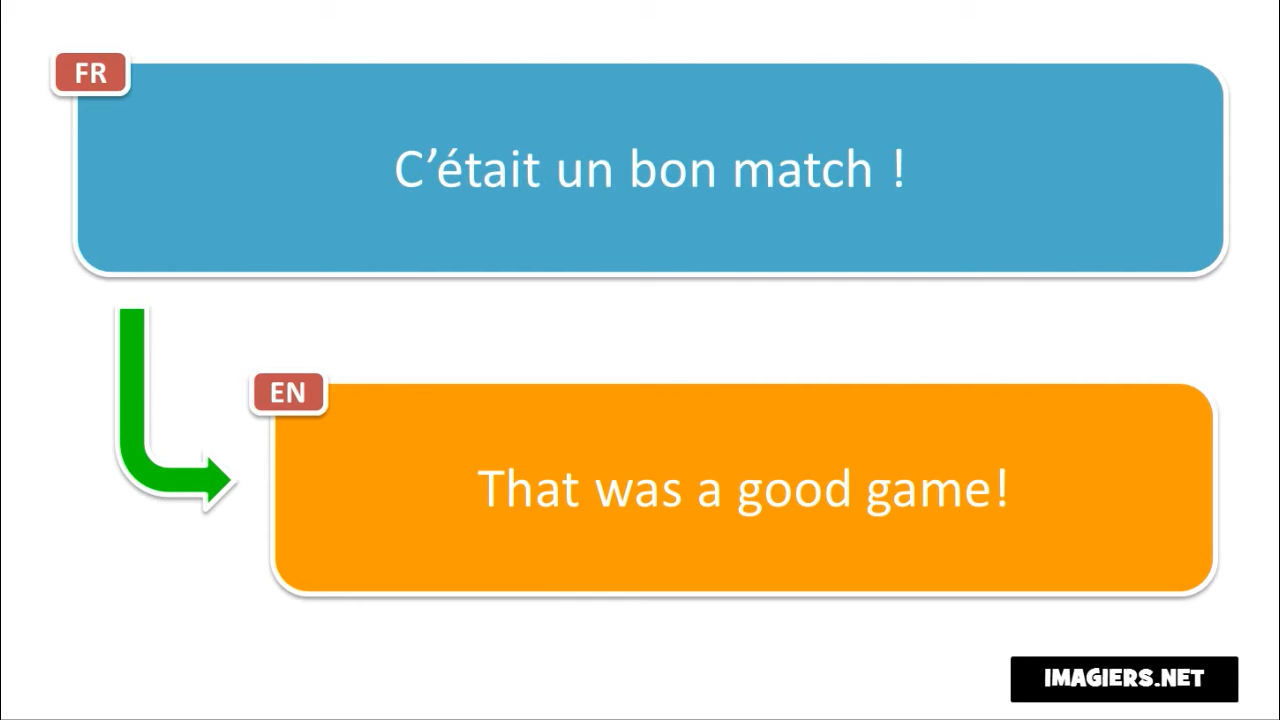 FR
C’était un bon match !
EN
That was a good game!
IMAGIERS.NET